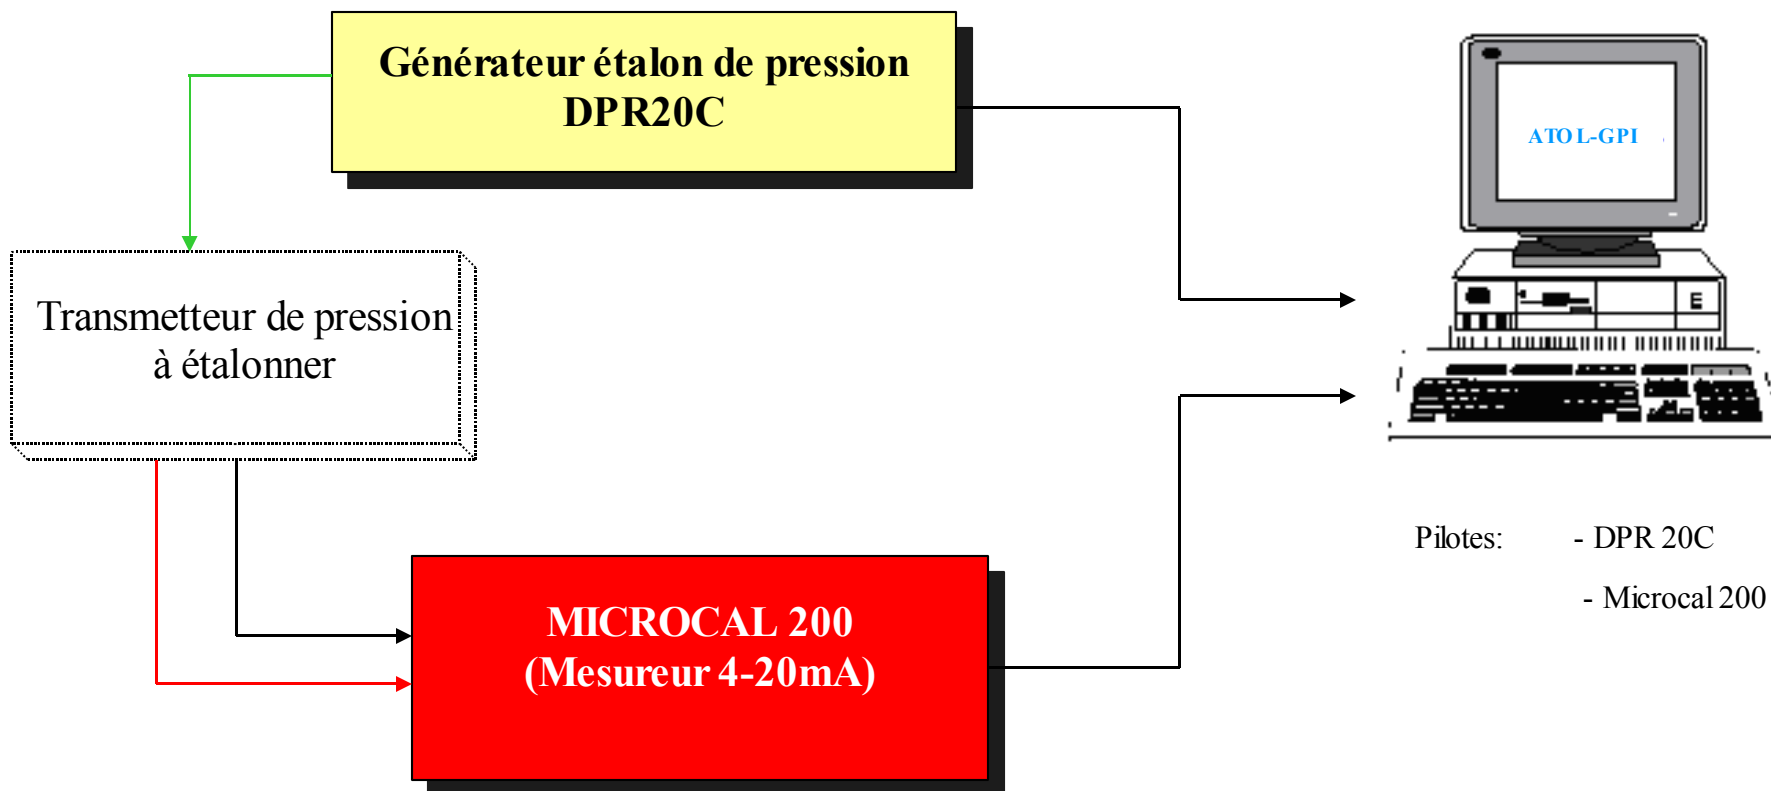 Générateur étalon de pression
DPR20C
ATOL-GPI
Transmetteur de pression
à étalonner
E
Pilotes: - DPR 20C
- Microcal 200
MICROCAL 200
(Mesureur 4-20mA)